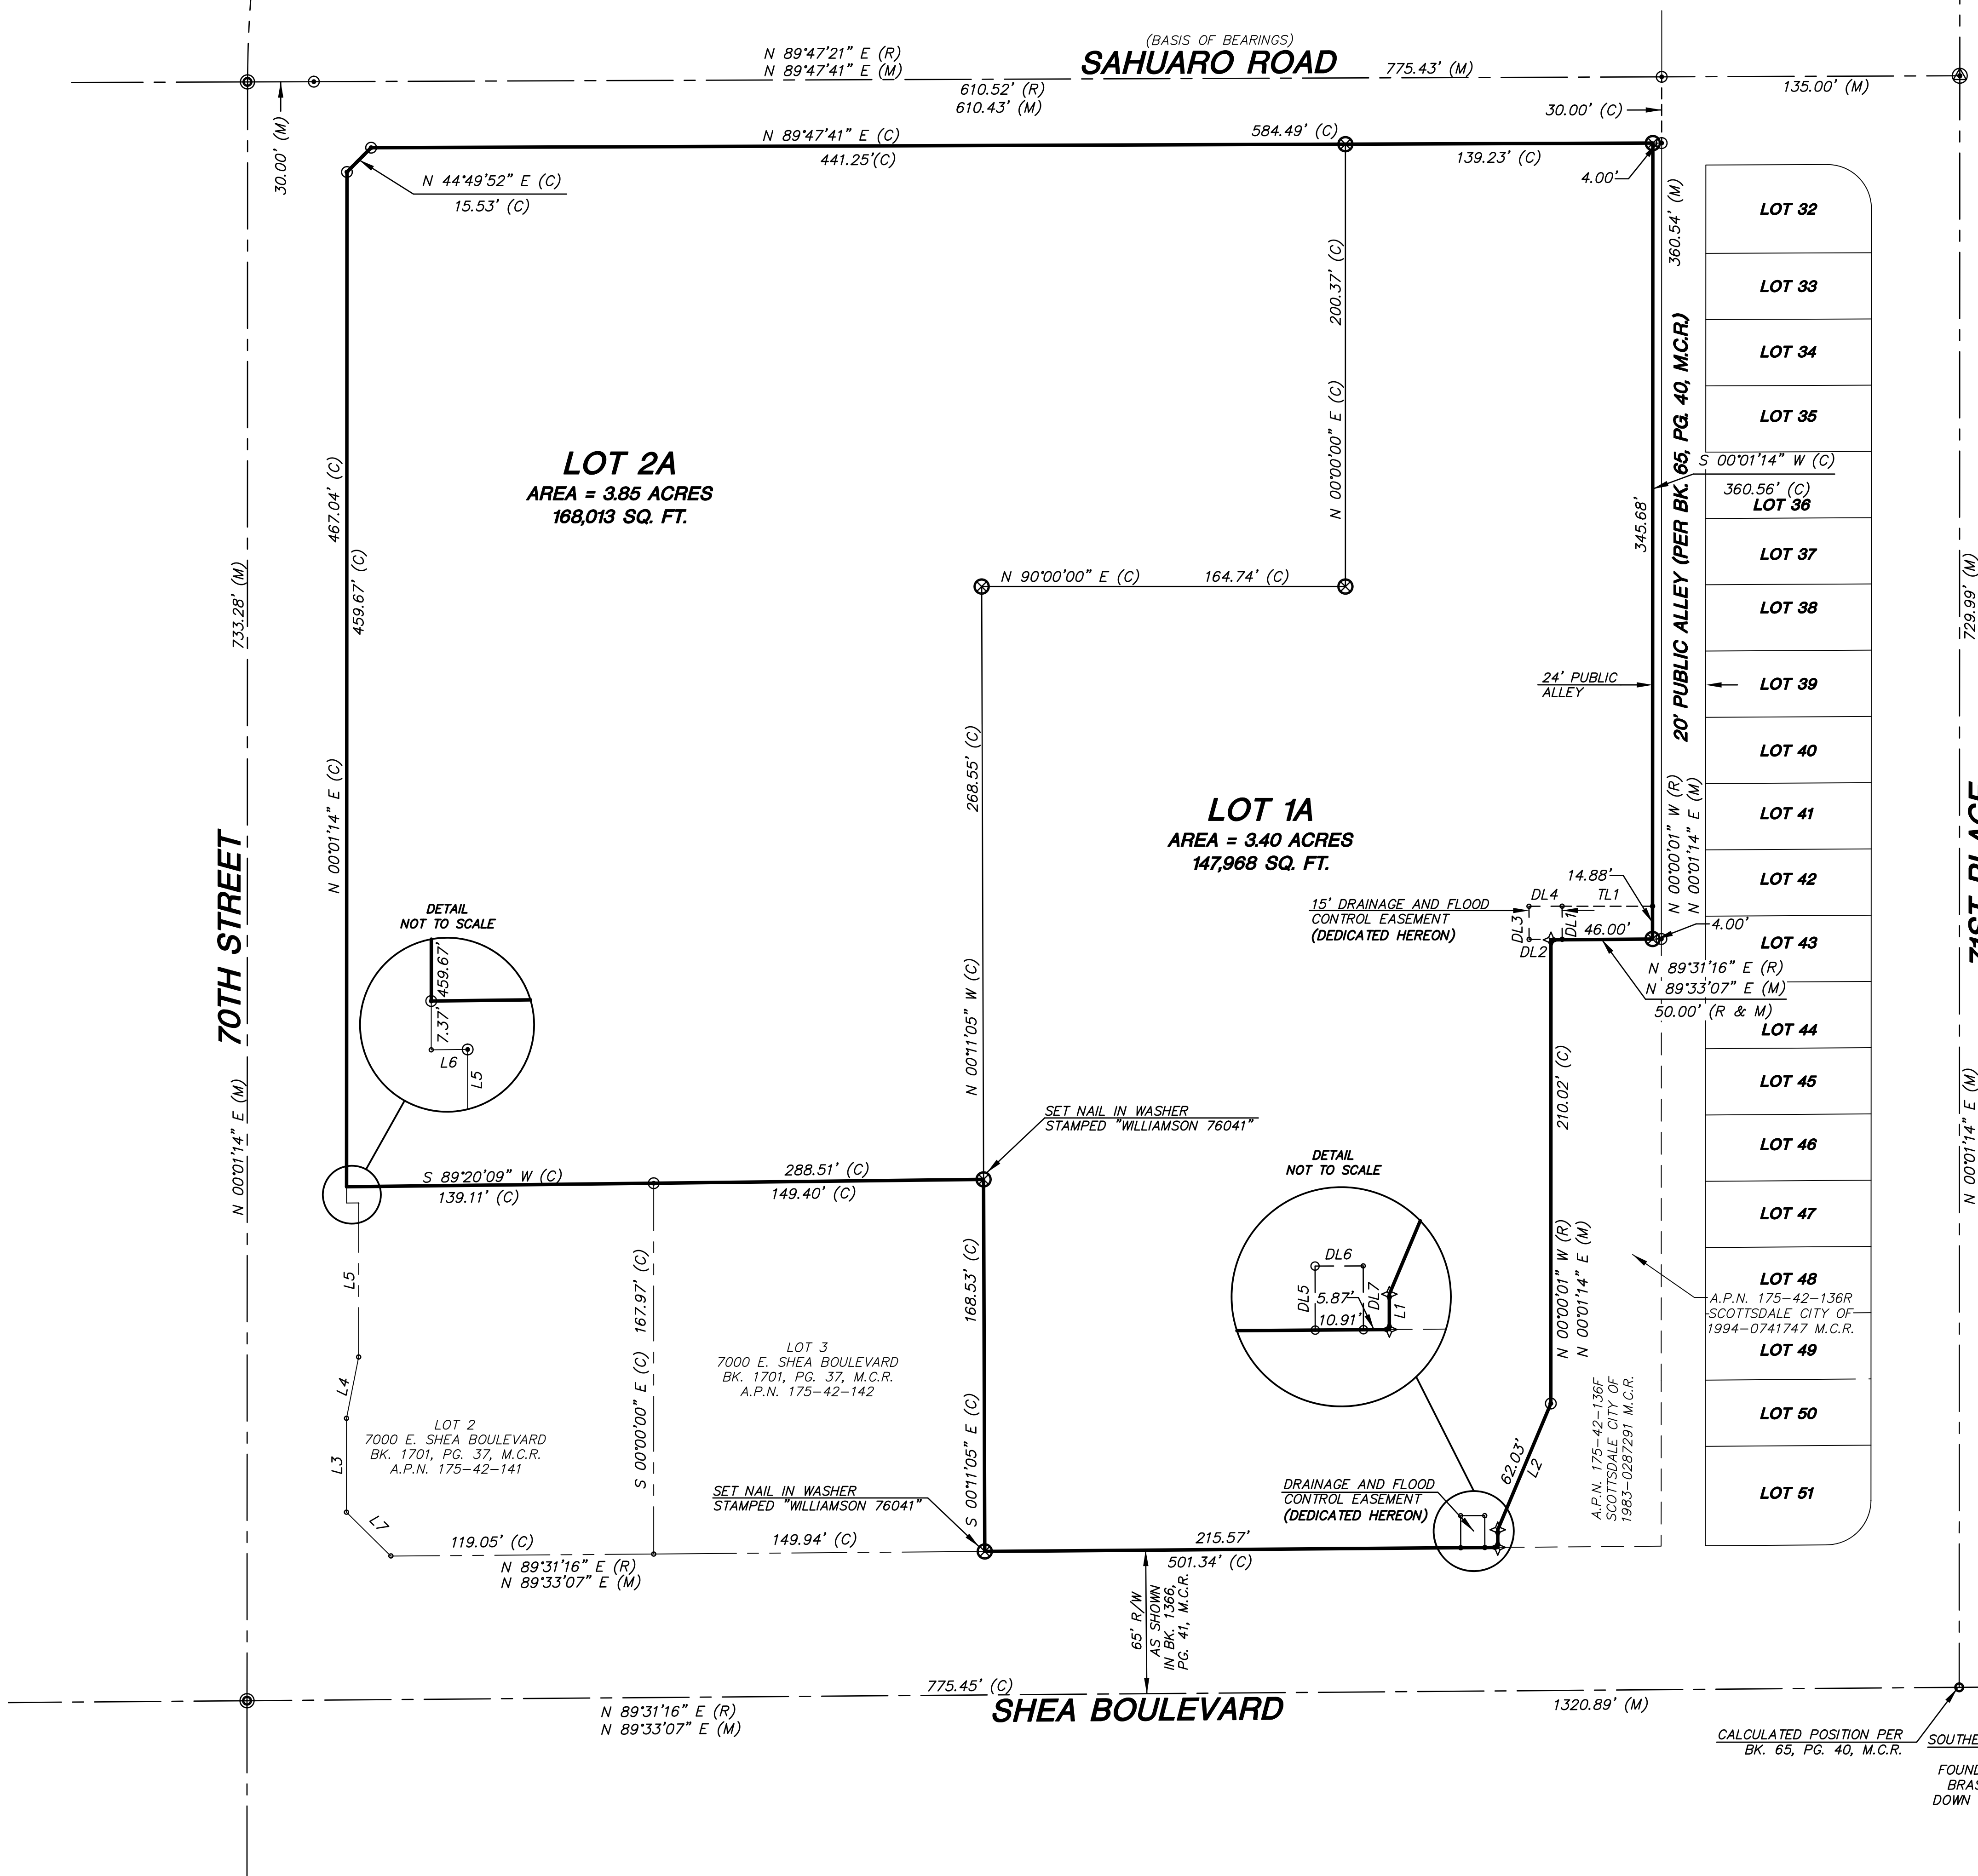 (BASIS OF BEARINGS)
N 89°47'21" E (R)
N 89°47'41" E (M)
SAHUARO ROAD
775.43' (M)
610.52' (R)
610.43' (M)
135.00' (M)
30.00' (C)
30.00' (M)
N 89°47'41" E (C)
584.49' (C)
441.25'(C)
139.23' (C)
4.00'
N 44°49'52" E (C)
15.53' (C)
360.54' (M)
200.37' (C)
N 00°00'00" E (C)
LOT 32
LOT 33
LOT 34
LOT 35
S 00°01'14" W (C)
360.56' (C)
LOT 36
LOT 37
LOT 38
LOT 39
LOT 40
LOT 41
LOT 42
LOT 43
LOT 44
LOT 45
LOT 46
LOT 47
LOT 48
A.P.N. 175-42-136R
SCOTTSDALE CITY OF
1994-0741747 M.C.R.
LOT 49
LOT 50
LOT 51
20' PUBLIC ALLEY (PER BK. 65, PG. 40, M.C.R.)
345.68'
24' PUBLIC
ALLEY
N 00°00'01" W (R)
N 00°01'14" E (M)
LOT 2A
AREA = 3.85 ACRES
168,013 SQ. FT.
467.04' (C)
459.67' (C)
N 00°01'14" E (C)
733.28' (M)
70TH STREET
N 00°01'14" E (M)
N 90°00'00" E (C)
164.74' (C)
268.55' (C)
N 00°11'05" W (C)
LOT 1A
AREA = 3.40 ACRES
147,968 SQ. FT.
14.88'
DL4
TL1
DL3
DL1
DL2
46.00'
4.00'
15' DRAINAGE AND FLOOD
CONTROL EASEMENT
(DEDICATED HEREON)
N 89°31'16" E (R)
N 89°33'07" E (M)
50.00' (R & M)
729.99' (M)
71ST PLACE
N 00°01'14" E (M)
DETAIL
NOT TO SCALE
459.67'
7.37'
L6
L5
SET NAIL IN WASHER
STAMPED "WILLIAMSON 76041"
S 89°20'09" W (C)
288.51' (C)
139.11' (C)
149.40' (C)
210.02' (C)
N 00°00'01" W (R)
N 00°01'14" E (M)
DETAIL
NOT TO SCALE
DL6
DL5
DL7
5.87'
10.91'
L1
L5
L4
L3
L7
168.53' (C)
S 00°11'05" E (C)
167.97' (C)
S 00°00'00" E (C)
LOT 3
7000 E. SHEA BOULEVARD
BK. 1701, PG. 37, M.C.R.
A.P.N. 175-42-142
LOT 2
7000 E. SHEA BOULEVARD
BK. 1701, PG. 37, M.C.R.
A.P.N. 175-42-141
SET NAIL IN WASHER
STAMPED "WILLIAMSON 76041"
DRAINAGE AND FLOOD
CONTROL EASEMENT
(DEDICATED HEREON)
62.03'
L2
A.P.N. 175-42-136F
SCOTTSDALE CITY OF
1983-0287291 M.C.R.
119.05' (C)
149.94' (C)
N 89°31'16" E (R)
N 89°33'07" E (M)
215.57'
501.34' (C)
65' R/W
AS SHOWN
IN BK. 1366,
PG. 41, M.C.R.
775.45' (C)
SHEA BOULEVARD
1320.89' (M)
N 89°31'16" E (R)
N 89°33'07" E (M)
CALCULATED POSITION PER
BK. 65, PG. 40, M.C.R.
SOUTHE
FOUND
BRAS
DOWN